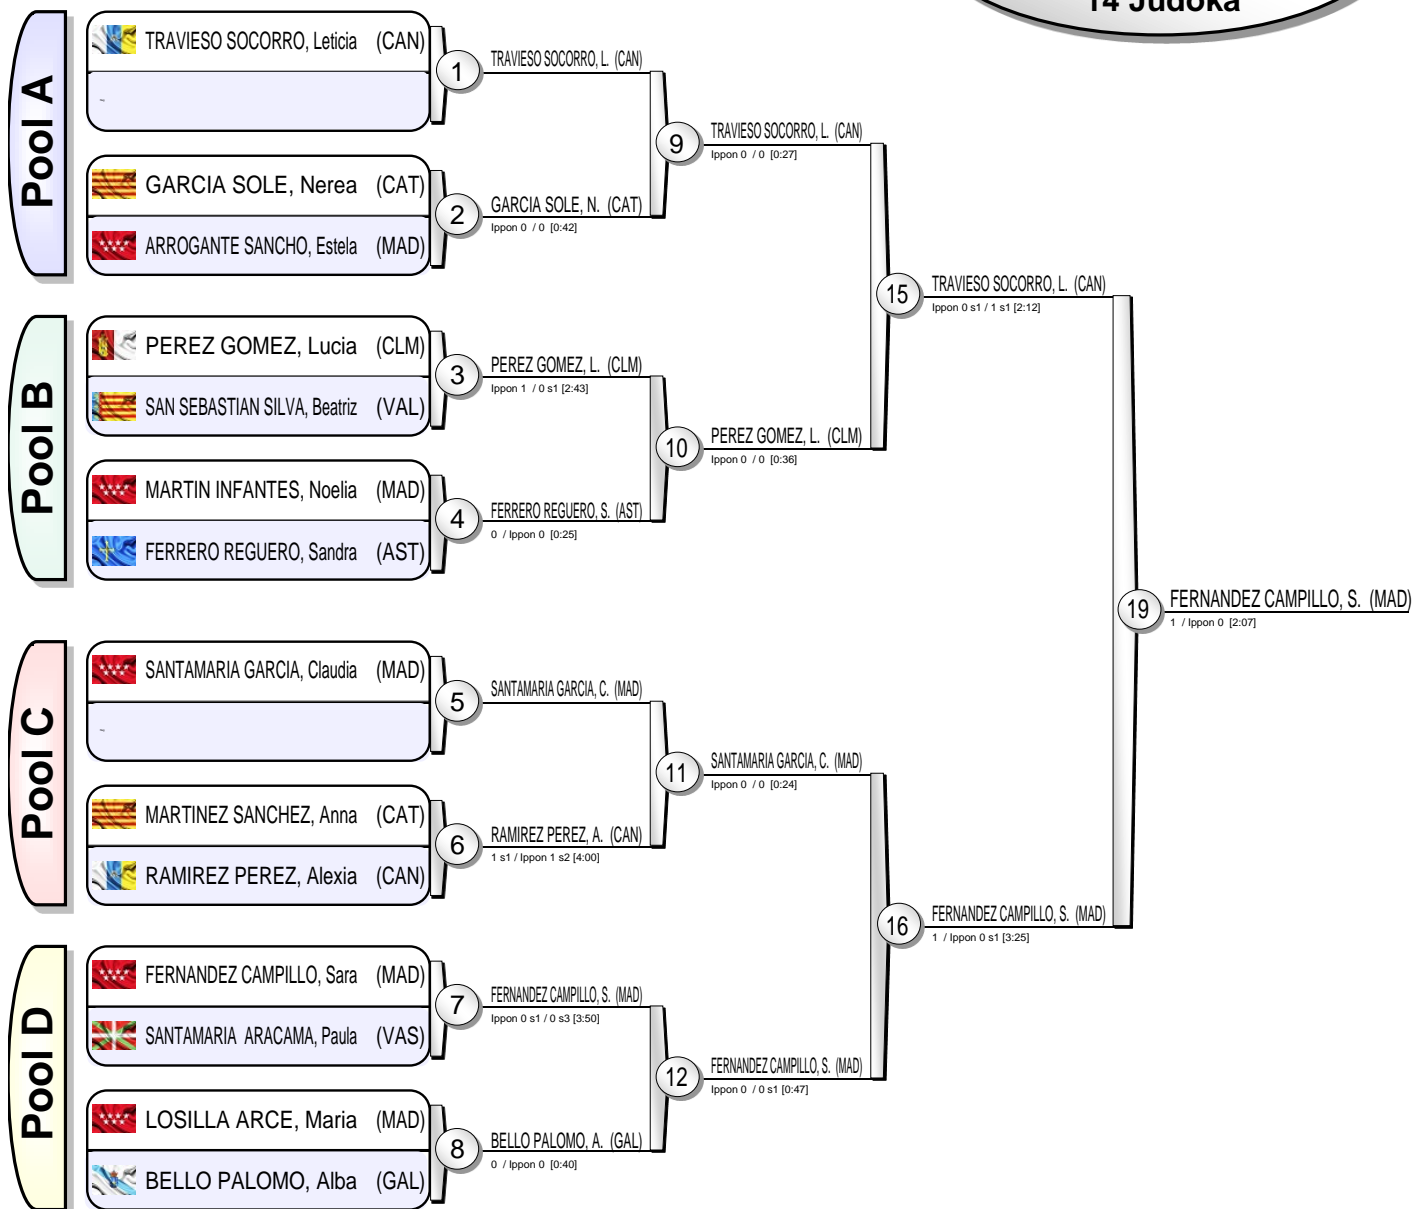 14 Judoka
Pool A
TRAVIESO SOCORRO, Leticia (CAN)
~
GARCIA SOLE, Nerea (CAT)
ARROGANTE SANCHO, Estela (MAD)
1
TRAVIESO SOCORRO, L. (CAN)
2
GARCIA SOLE, N. (CAT)
Ippon 0 / 0 [0:42]
9
TRAVIESO SOCORRO, L. (CAN)
Ippon 0 / 0 [0:27]
Pool B
PEREZ GOMEZ, Lucia (CLM)
SAN SEBASTIAN SILVA, Beatriz (VAL)
MARTIN INFANTES, Noelia (MAD)
FERRERO REGUERO, Sandra (AST)
3
PEREZ GOMEZ, L. (CLM)
Ippon 1 / 0 s1 [2:43]
4
FERRERO REGUERO, S. (AST)
0 / Ippon 0 [0:25]
10
PEREZ GOMEZ, L. (CLM)
Ippon 0 / 0 [0:36]
15
TRAVIESO SOCORRO, L. (CAN)
Ippon 0 s1 / 1 s1 [2:12]
Pool C
SANTAMARIA GARCIA, Claudia (MAD)
~
MARTINEZ SANCHEZ, Anna (CAT)
RAMIREZ PEREZ, Alexia (CAN)
5
SANTAMARIA GARCIA, C. (MAD)
6
RAMIREZ PEREZ, A. (CAN)
1 s1 / Ippon 1 s2 [4:00]
11
SANTAMARIA GARCIA, C. (MAD)
Ippon 0 / 0 [0:24]
Pool D
FERNANDEZ CAMPILLO, Sara (MAD)
SANTAMARIA ARACAMA, Paula (VAS)
LOSILLA ARCE, Maria (MAD)
BELLO PALOMO, Alba (GAL)
7
FERNANDEZ CAMPILLO, S. (MAD)
Ippon 0 s1 / 0 s3 [3:50]
8
BELLO PALOMO, A. (GAL)
0 / Ippon 0 [0:40]
12
FERNANDEZ CAMPILLO, S. (MAD)
Ippon 0 / 0 s1 [0:47]
16
FERNANDEZ CAMPILLO, S. (MAD)
1 / Ippon 0 s1 [3:25]
19
FERNANDEZ CAMPILLO, S. (MAD)
1 / Ippon 0 [2:07]